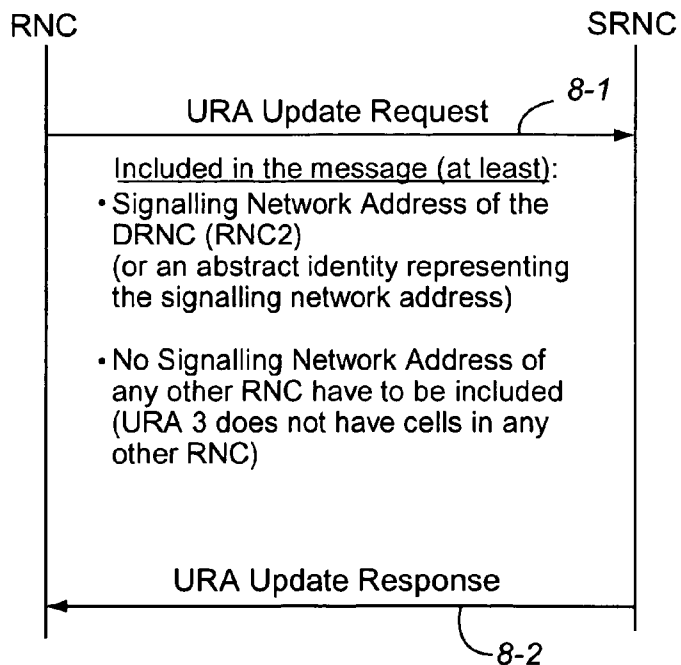 RNC
SRNC
8-1
URA Update Request
Included in the message (at least):
• Signalling Network Address of the
DRNC (RNC2)
(or an abstract identity representing
the signalling network address)
• No Signalling Network Address of
any other RNC have to be included
(URA 3 does not have cells in any
other RNC)
URA Update Response
8-2